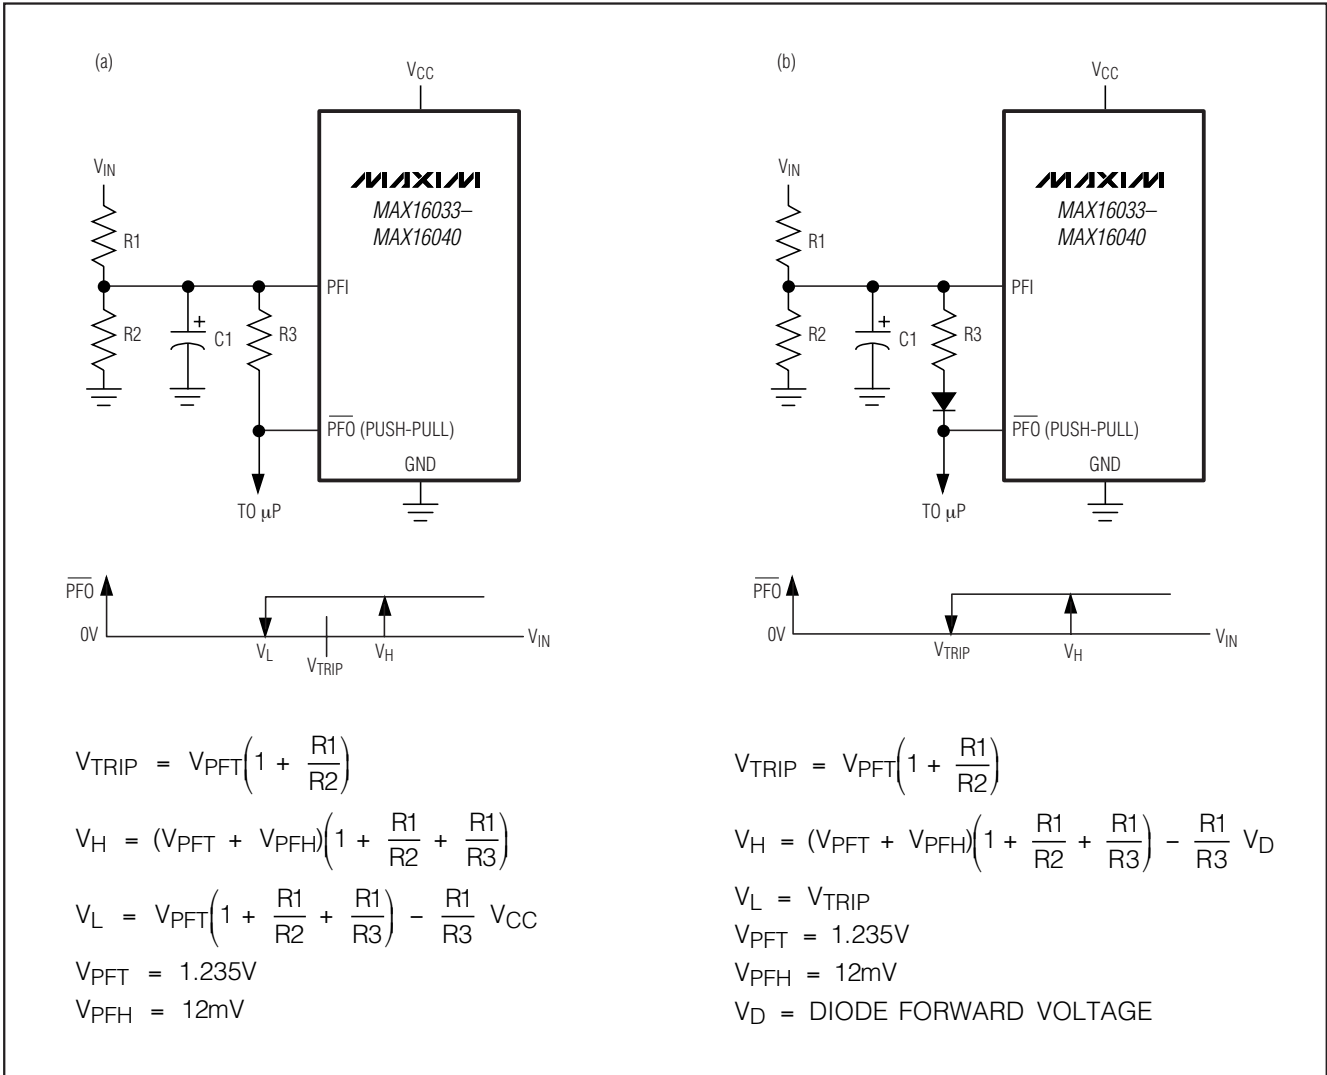 (a)
VCC
VIN
MAXIM
MAX16033–
MAX16040
R1
PFI
R2
C1
+
R3
PFO (PUSH-PULL)
GND
TO µP
PFO
0V
VL
VTRIP
VH
VIN
VTRIP = VPFT(1 + R1/R2)
VH = (VPFT + VPFH)(1 + R1/R2 + R1/R3)
VL = VPFT(1 + R1/R2 + R1/R3) − R1/R3 VCC
VPFT = 1.235V
VPFH = 12mV
(b)
VCC
VIN
MAXIM
MAX16033–
MAX16040
R1
PFI
R2
C1
+
R3
PFO (PUSH-PULL)
GND
TO µP
PFO
0V
VTRIP
VH
VIN
VTRIP = VPFT(1 + R1/R2)
VH = (VPFT + VPFH)(1 + R1/R2 + R1/R3) − R1/R3 VD
VL = VTRIP
VPFT = 1.235V
VPFH = 12mV
VD = DIODE FORWARD VOLTAGE